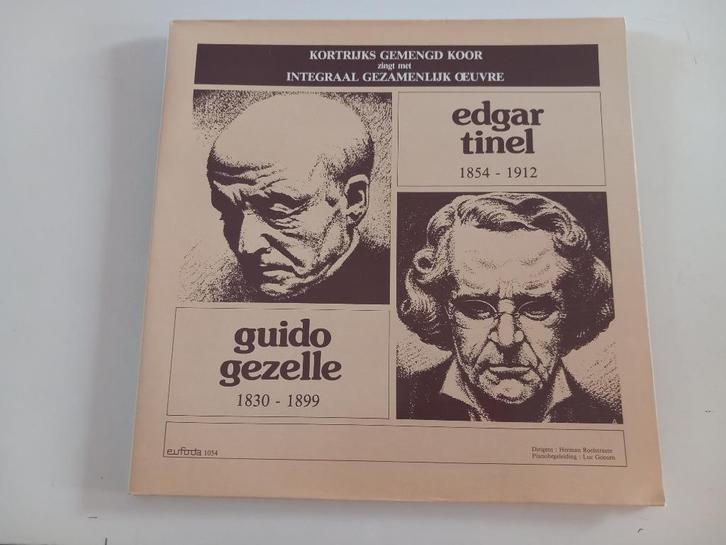 KORTRIJKS GEMENGD KOOR
zingt met
INTEGRAAL GEZAMENLIJK ŒUVRE
edgar
tinel
1854 - 1912
guido
gezelle
1830 - 1899
eufoda 1054
Dirigent : Herman Roelstraete
Pianobegeleiding : Luc Goosen